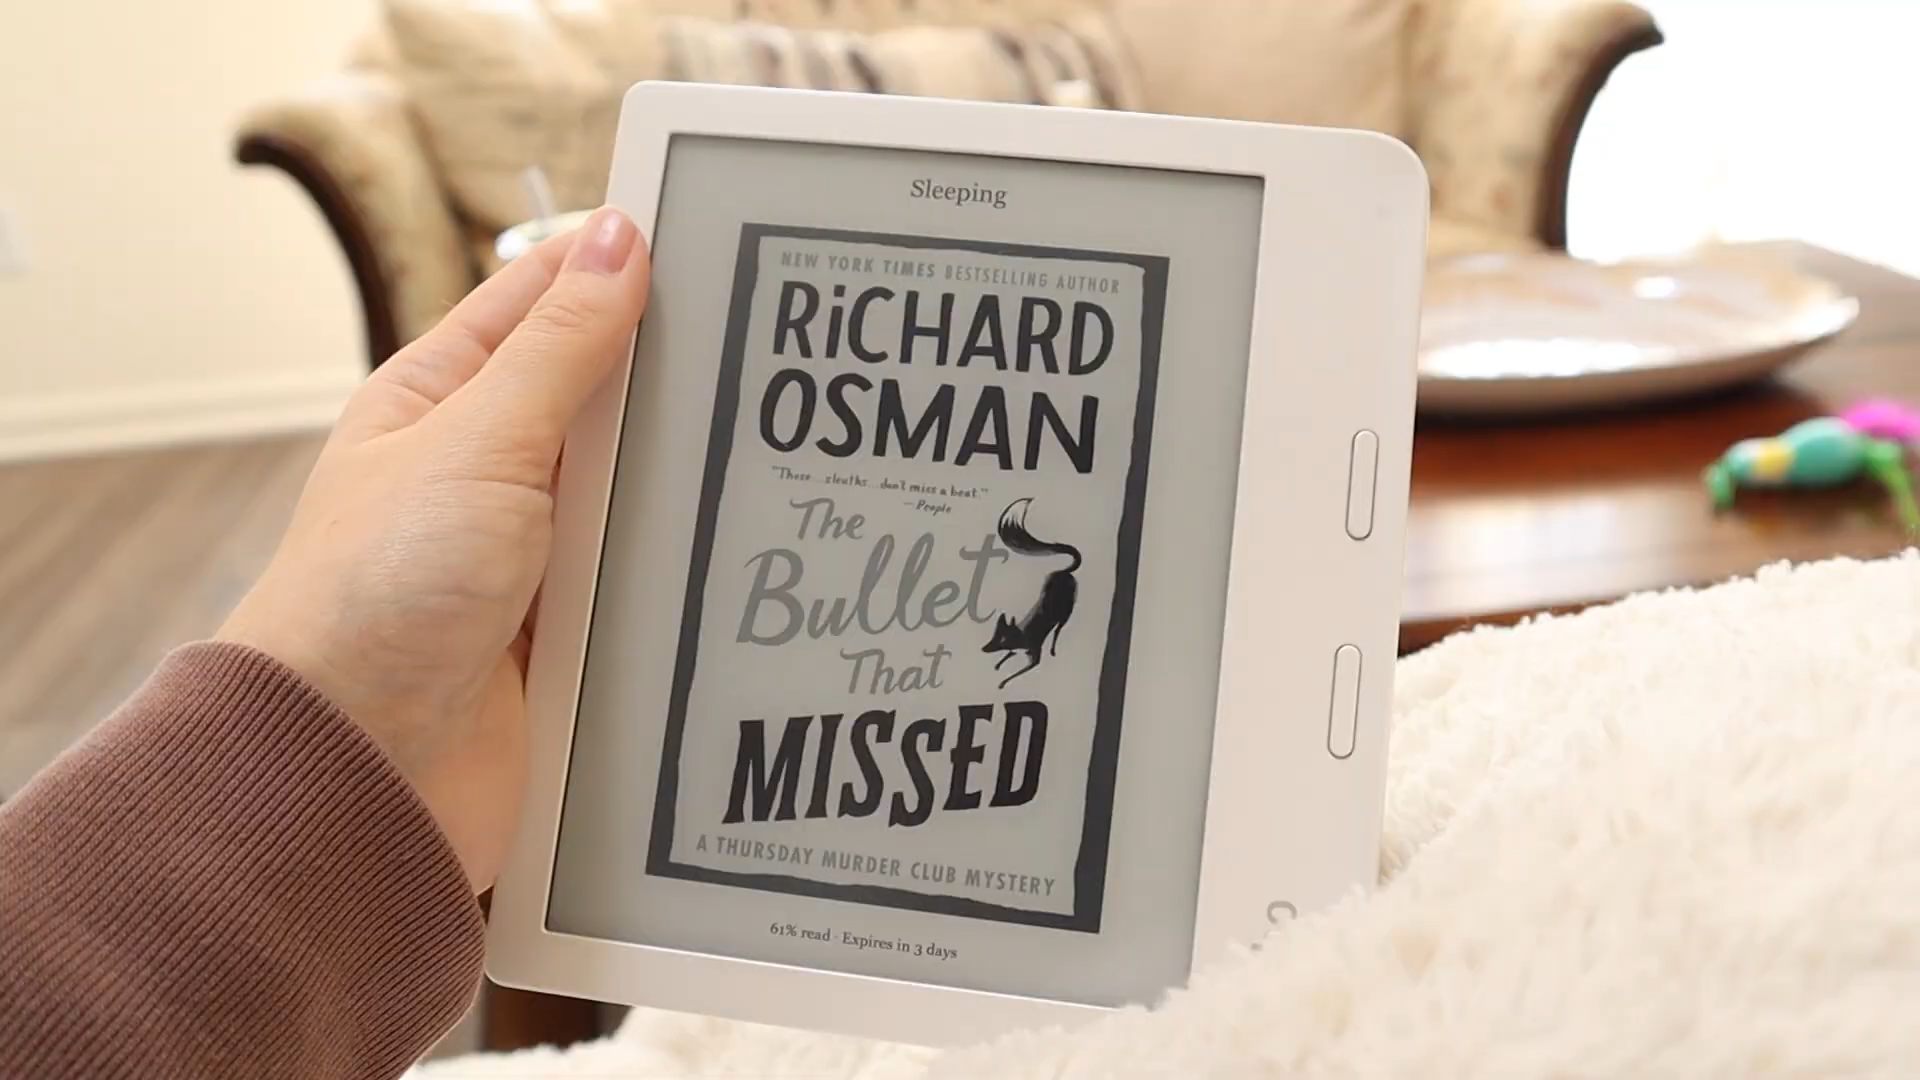 Sleeping
NEW YORK TIMES BESTSELLING AUTHOR
RiCHARD
OSMAN
"These...sleuths...don't miss a beat."
—People
The
Bullet
That
MISSED
A THURSDAY MURDER CLUB MYSTERY
61% read · Expires in 3 days